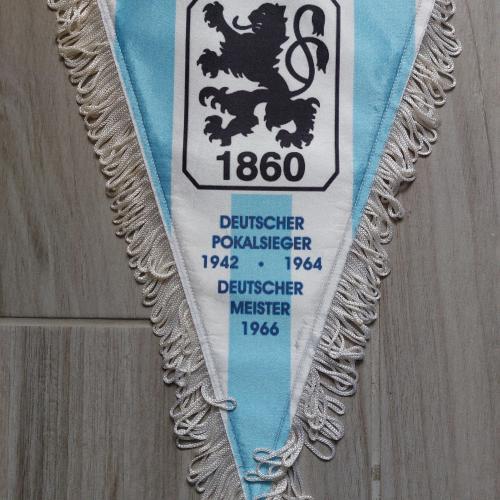 1860
DEUTSCHER
POKALSIEGER
1942 • 1964
DEUTSCHER
MEISTER
1966